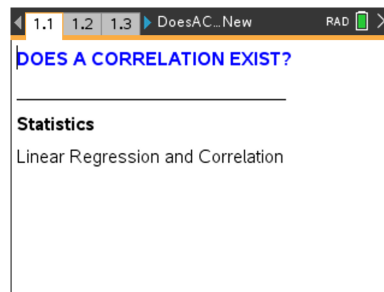 1.1 1.2 1.3 DoesAC...New RAD
DOES A CORRELATION EXIST?
Statistics
Linear Regression and Correlation